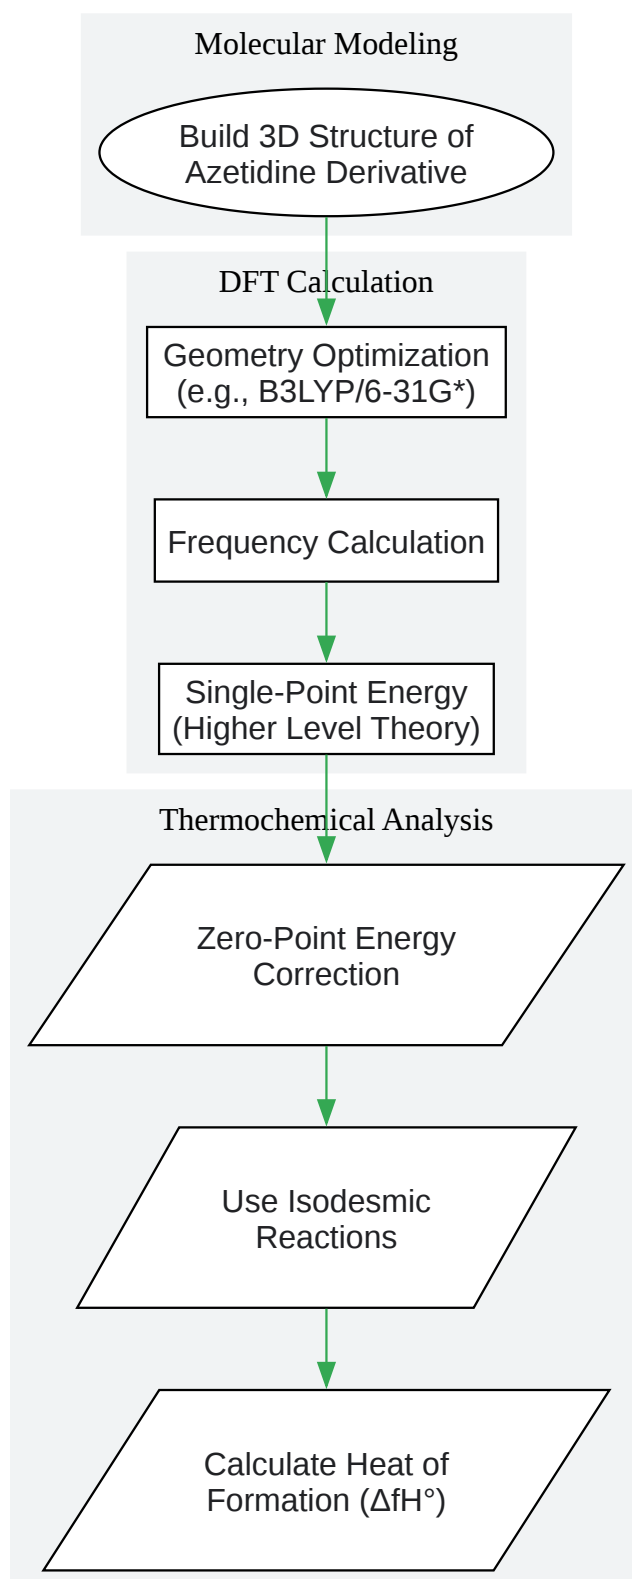 Molecular Modeling
Build 3D Structure of
Azetidine Derivative
DFT Calculation
Geometry Optimization
(e.g., B3LYP/6-31G*)
Frequency Calculation
Single-Point Energy
(Higher Level Theory)
Thermochemical Analysis
Zero-Point Energy
Correction
Use Isodesmic
Reactions
Calculate Heat of
Formation (ΔfH°)